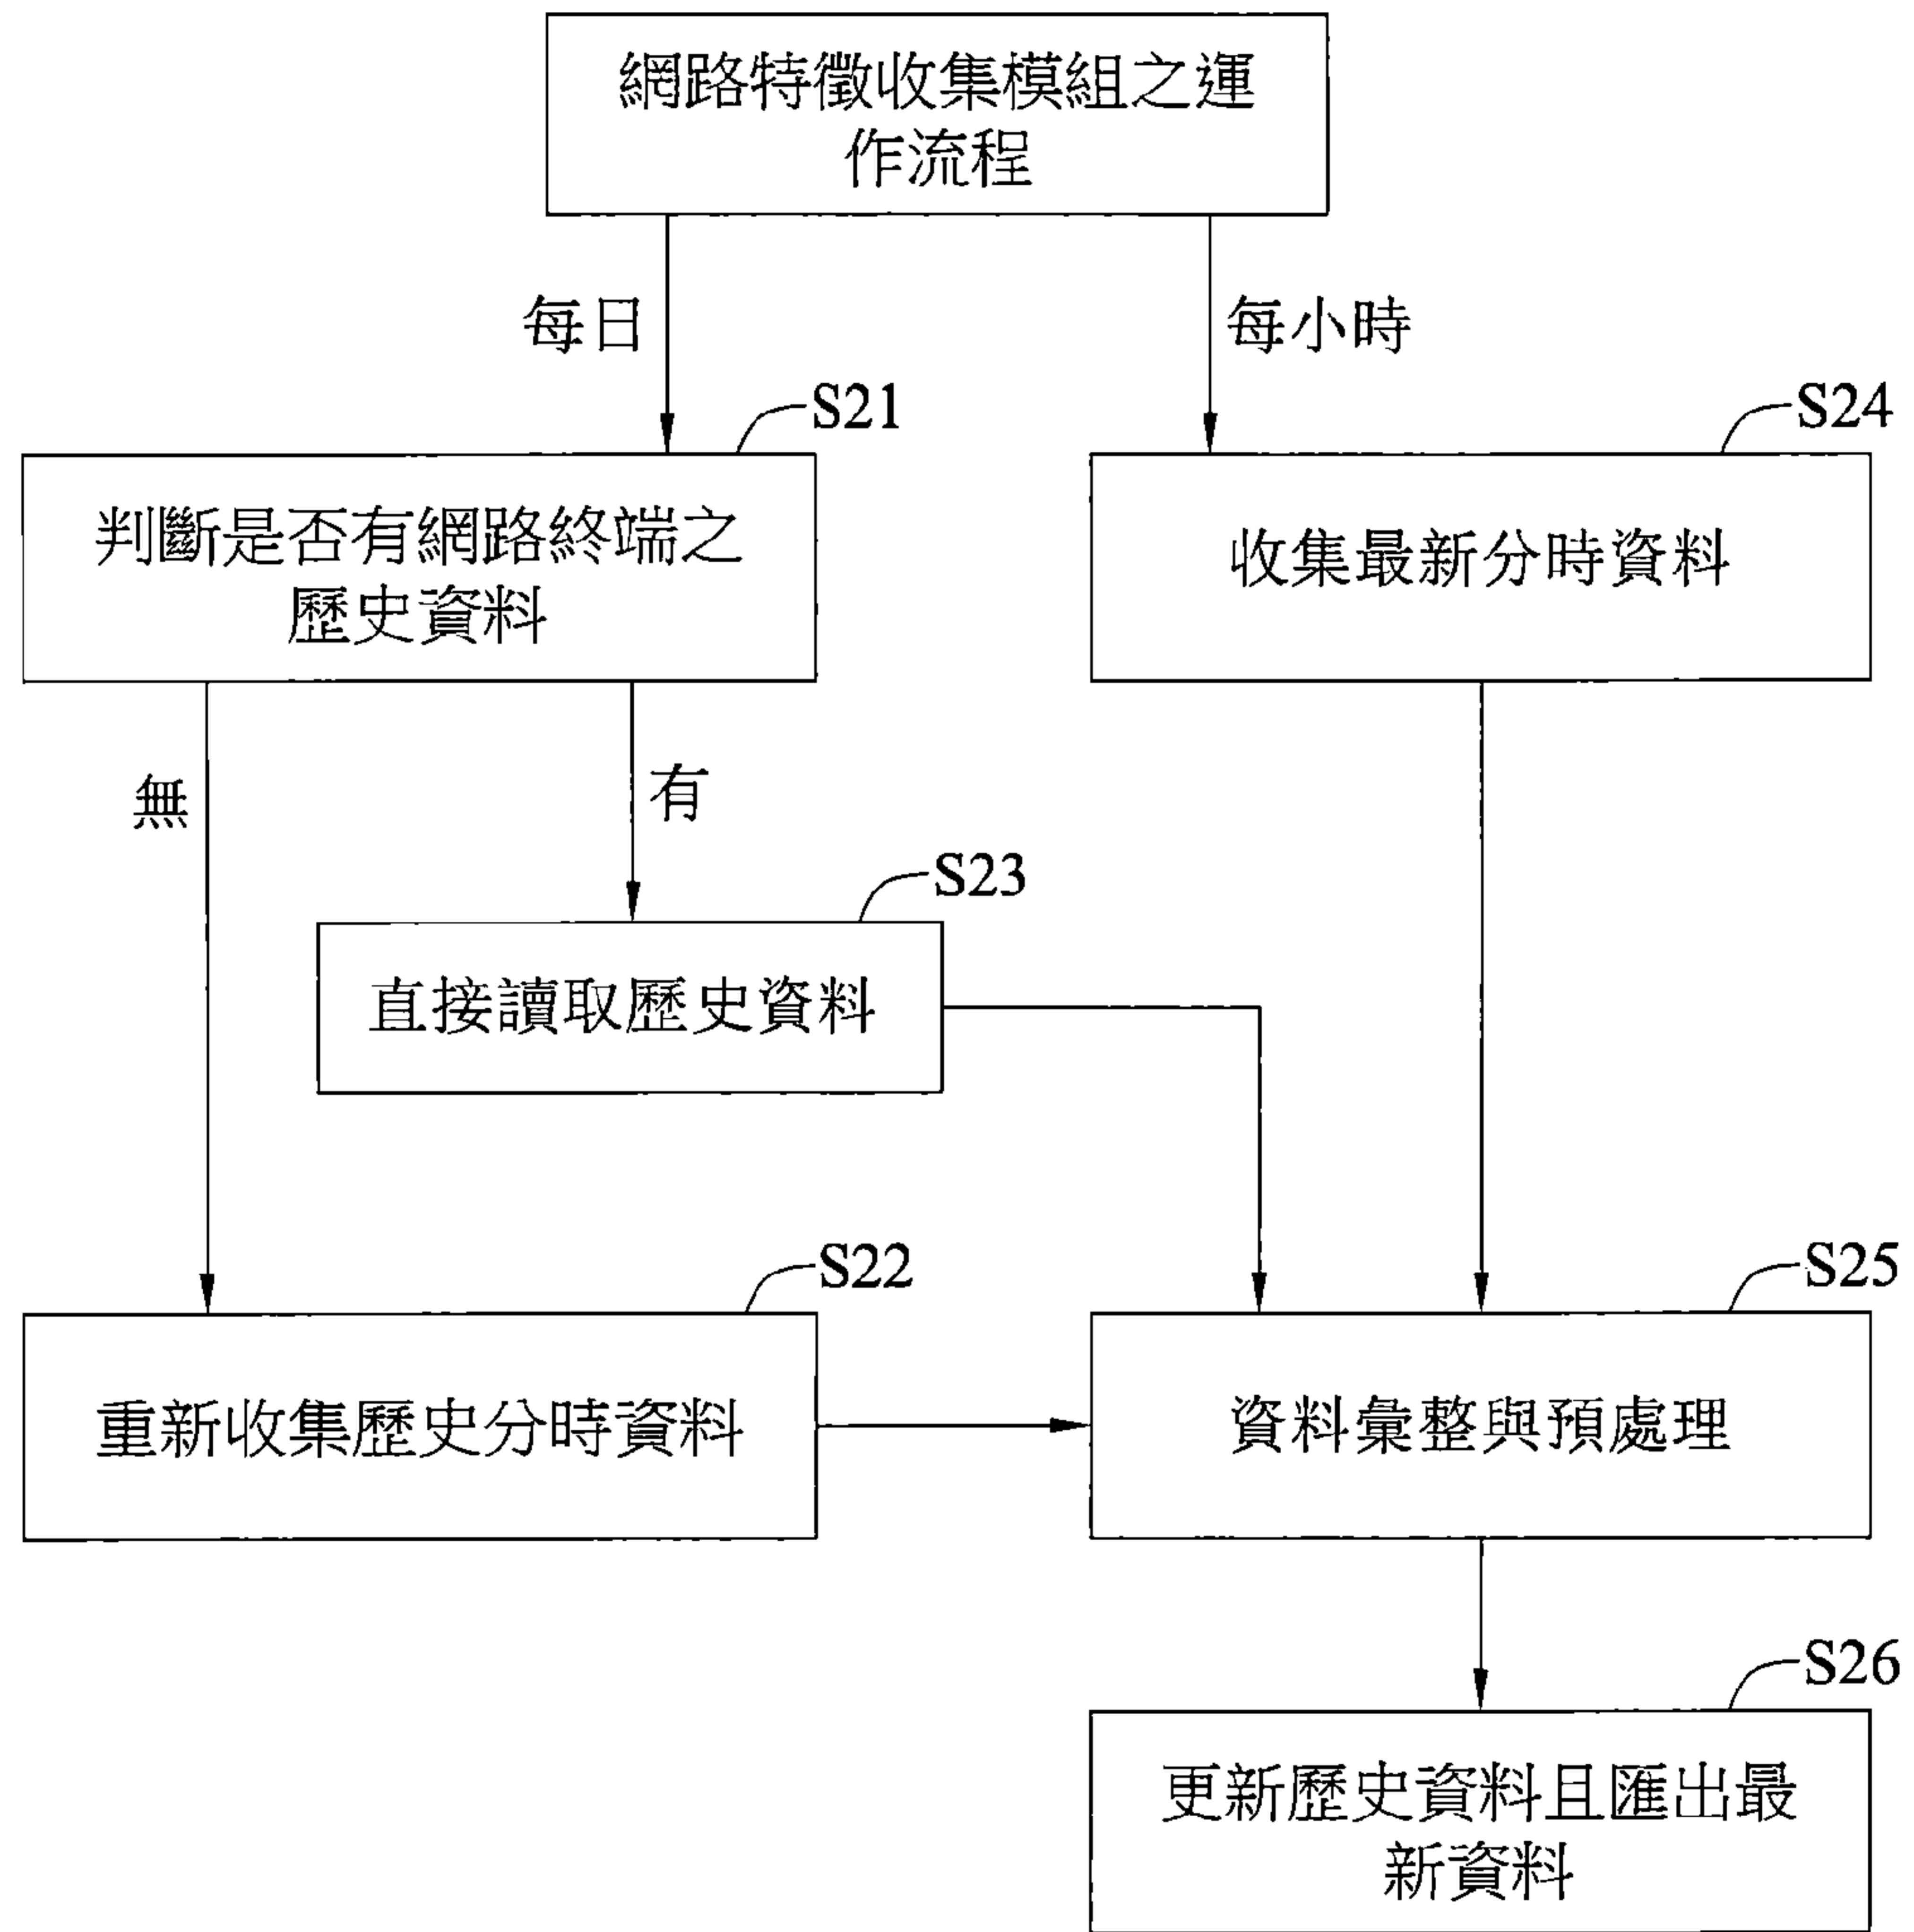 網路特徵收集模組之運
作流程
每日
每小時
S21
S24
判斷是否有網路終端之
歷史資料
收集最新分時資料
無
有
S23
直接讀取歷史資料
S22
S25
重新收集歷史分時資料
資料彙整與預處理
S26
更新歷史資料且匯出最
新資料